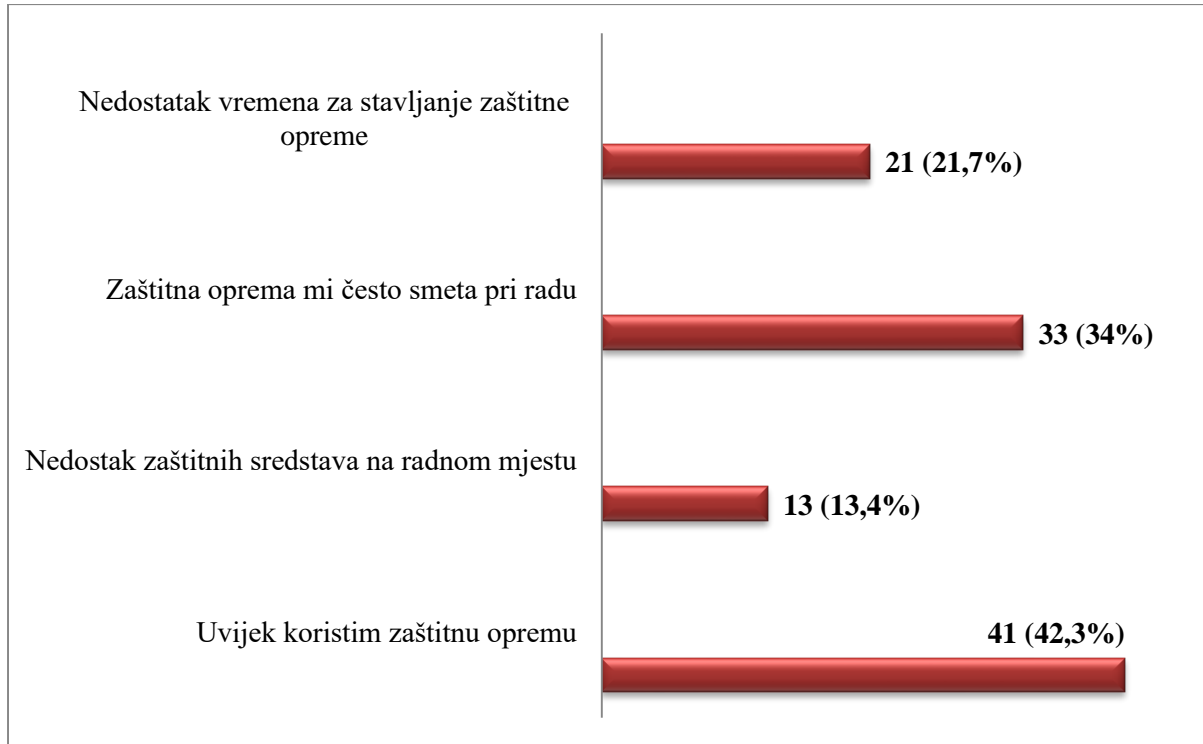 Nedostatak vremena za stavljanje zaštitne
opreme
21 (21,7%)
Zaštitna oprema mi često smeta pri radu
33 (34%)
Nedostak zaštitnih sredstava na radnom mjestu
13 (13,4%)
Uvijek koristim zaštitnu opremu
41 (42,3%)